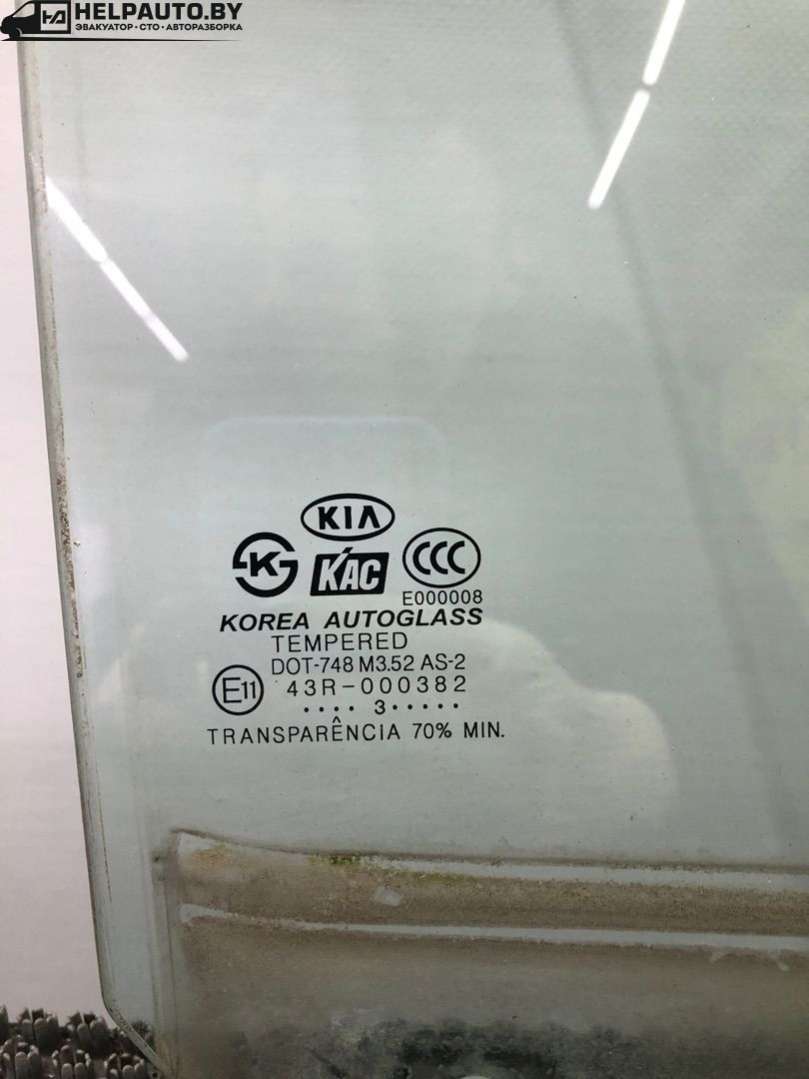 HELPAUTO.BY
ЭВАКУАТОР · СТО · АВТОРАЗБОРКА
KIA
K KAC CCC
E000008
KOREA AUTOGLASS
TEMPERED
DOT-748 M3.52 AS-2
E11 43R-000382
···· 3·····
TRANSPARÊNCIA 70% MIN.